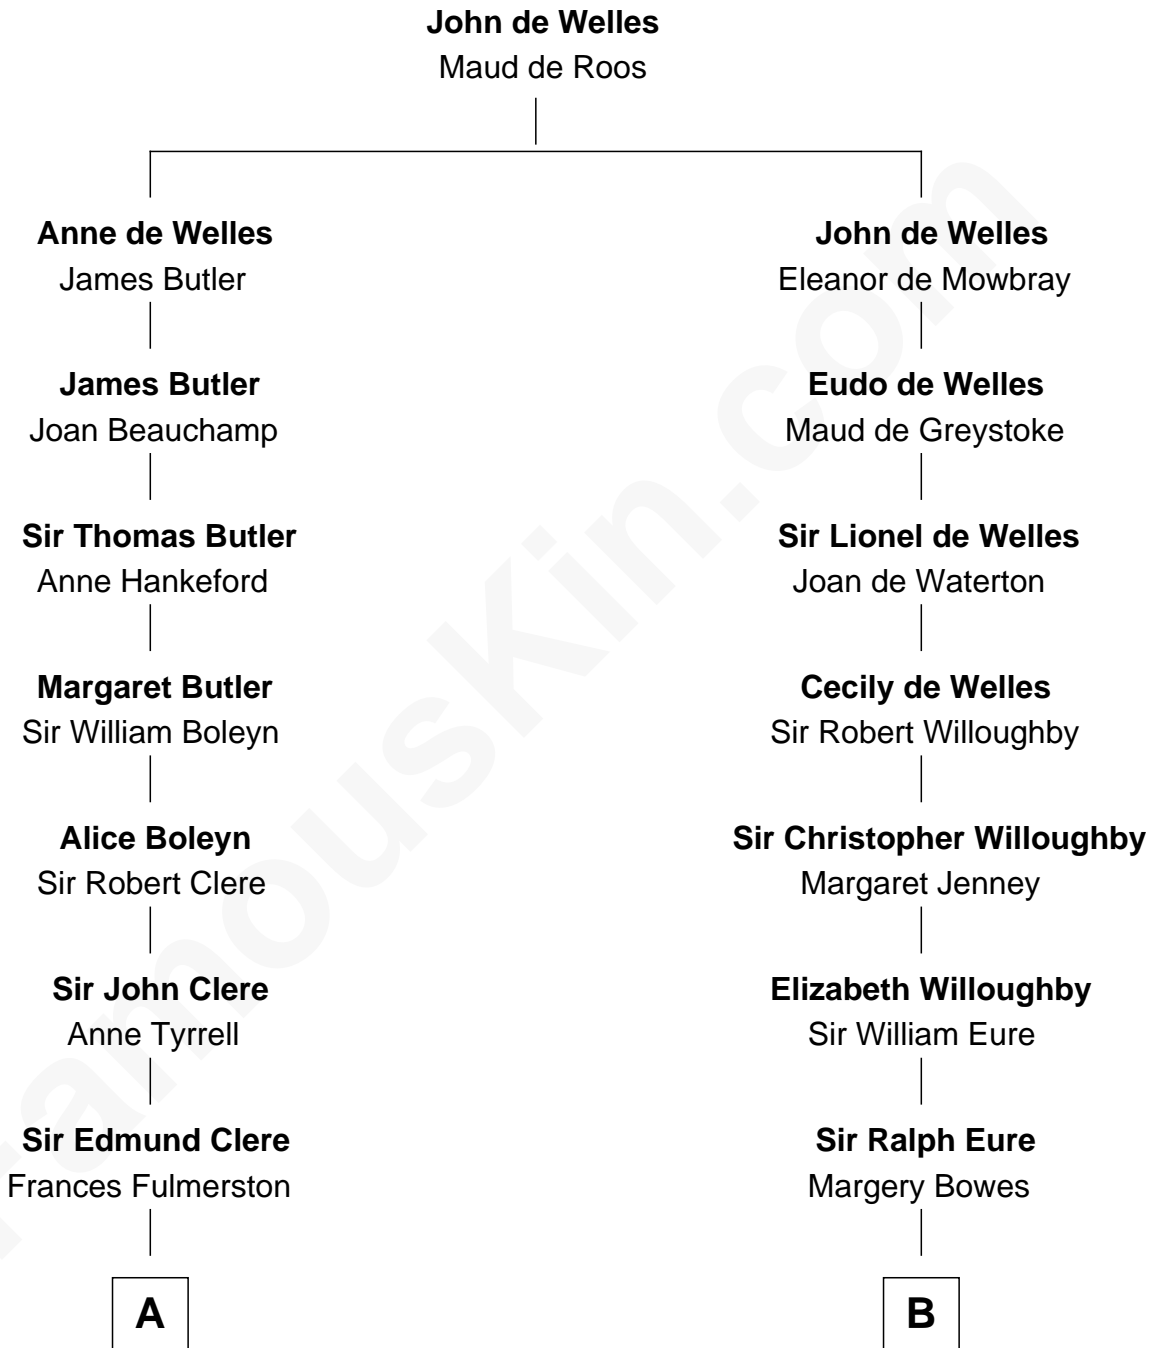 John de Welles
Maud de Roos
Anne de Welles
James Butler
John de Welles
Eleanor de Mowbray
James Butler
Joan Beauchamp
Eudo de Welles
Maud de Greystoke
Sir Thomas Butler
Anne Hankeford
Sir Lionel de Welles
Joan de Waterton
Margaret Butler
Sir William Boleyn
Cecily de Welles
Sir Robert Willoughby
Alice Boleyn
Sir Robert Clere
Sir Christopher Willoughby
Margaret Jenney
Sir John Clere
Anne Tyrrell
Elizabeth Willoughby
Sir William Eure
Sir Edmund Clere
Frances Fulmerston
Sir Ralph Eure
Margery Bowes
A
B
FamousKin.com